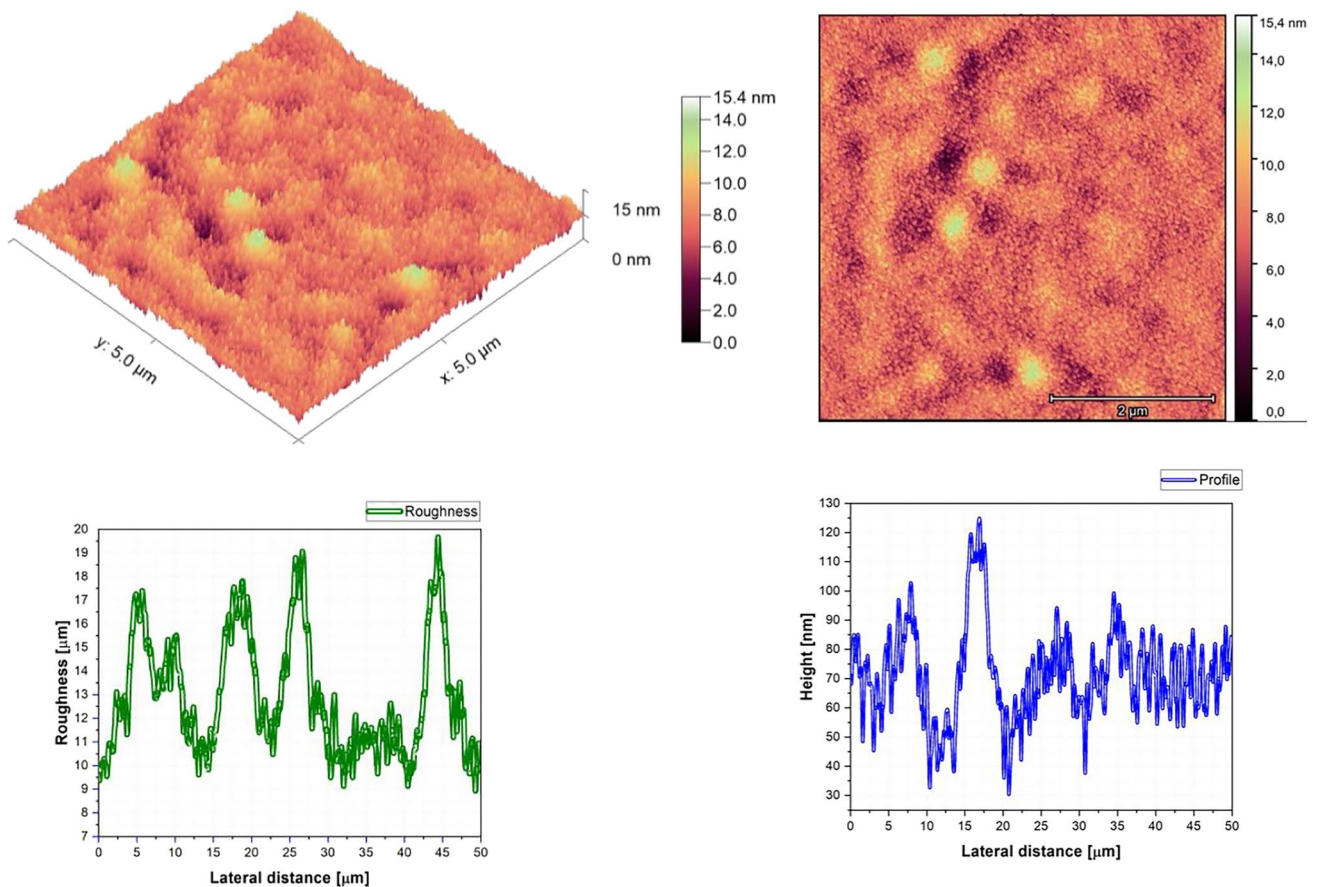 15.4 nm
14.0
12.0
10.0
8.0
6.0
4.0
2.0
0.0
15 nm
0 nm
y: 5.0 µm
x: 5.0 µm
15,4 nm
14,0
12,0
10,0
8,0
6,0
4,0
2,0
0,0
2 µm
Roughness
20
19
18
17
16
15
14
13
12
11
10
9
8
7
Roughness [µm]
0 5 10 15 20 25 30 35 40 45 50
Lateral distance [µm]
Profile
130
120
110
100
90
80
70
60
50
40
30
Height [nm]
0 5 10 15 20 25 30 35 40 45 50
Lateral distance [µm]